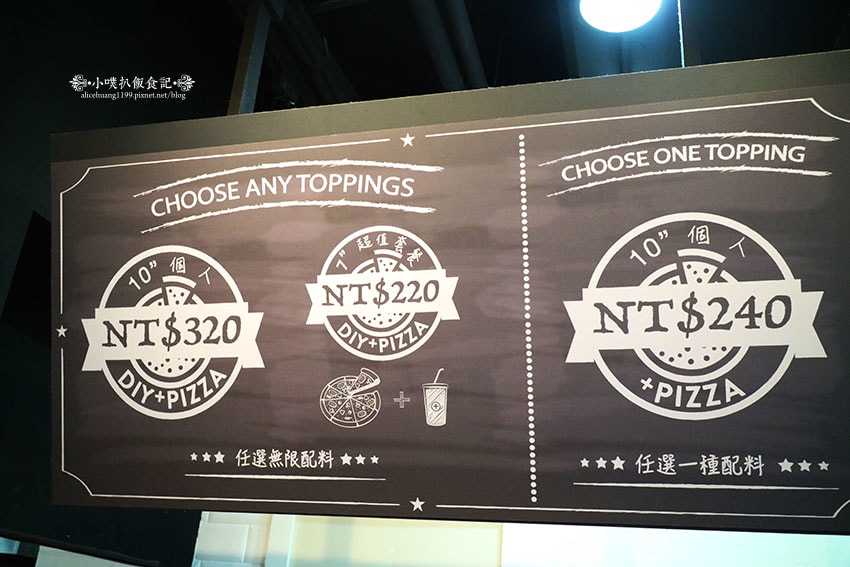 小噗扒飯食記
alicehuang1199.pixnet.net/blog
CHOOSE ANY TOPPINGS
10” 個人
NT$320
DIY+PIZZA
7” 超值套餐
NT$220
DIY+PIZZA
+
任選無限配料
CHOOSE ONE TOPPING
10” 個人
NT$240
+PIZZA
任選一種配料